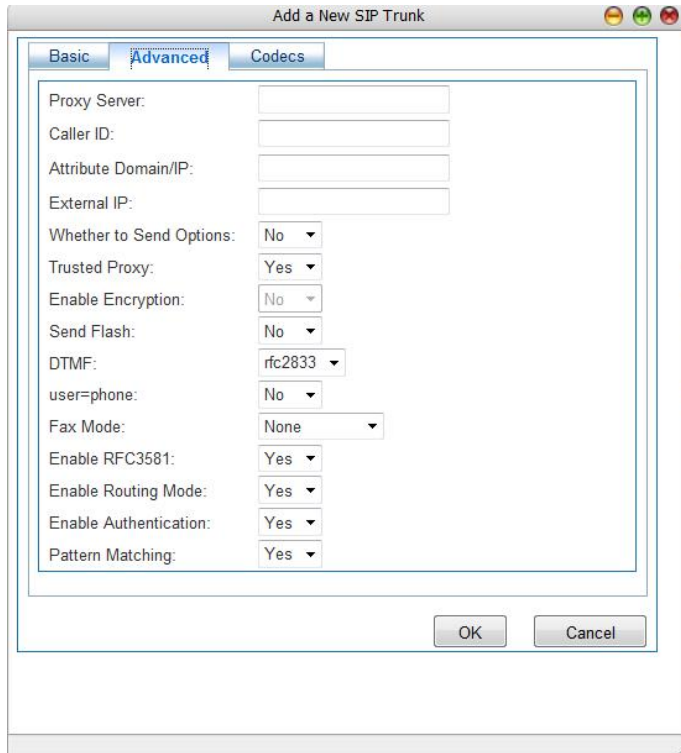 Add a New SIP Trunk
Basic Advanced Codecs
Proxy Server:
Caller ID:
Attribute Domain/IP:
External IP:
Whether to Send Options: No
Trusted Proxy: Yes
Enable Encryption: No
Send Flash: No
DTMF: rfc2833
user=phone: No
Fax Mode: None
Enable RFC3581: Yes
Enable Routing Mode: Yes
Enable Authentication: Yes
Pattern Matching: Yes
OK Cancel